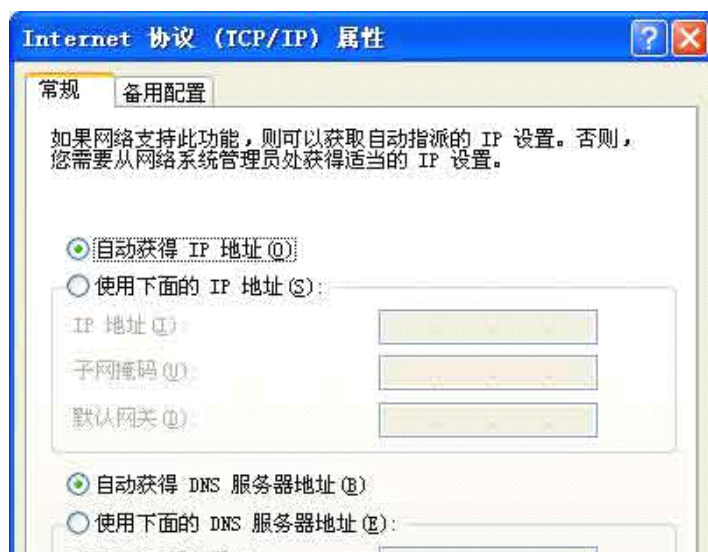 Internet 协议 (TCP/IP) 属性
常规 备用配置
如果网络支持此功能，则可以获取自动指派的 IP 设置。否则，
您需要从网络系统管理员处获得适当的 IP 设置。
自动获得 IP 地址(O)
使用下面的 IP 地址(S):
IP 地址(I):
子网掩码(U):
默认网关(D):
自动获得 DNS 服务器地址(B)
使用下面的 DNS 服务器地址(E):